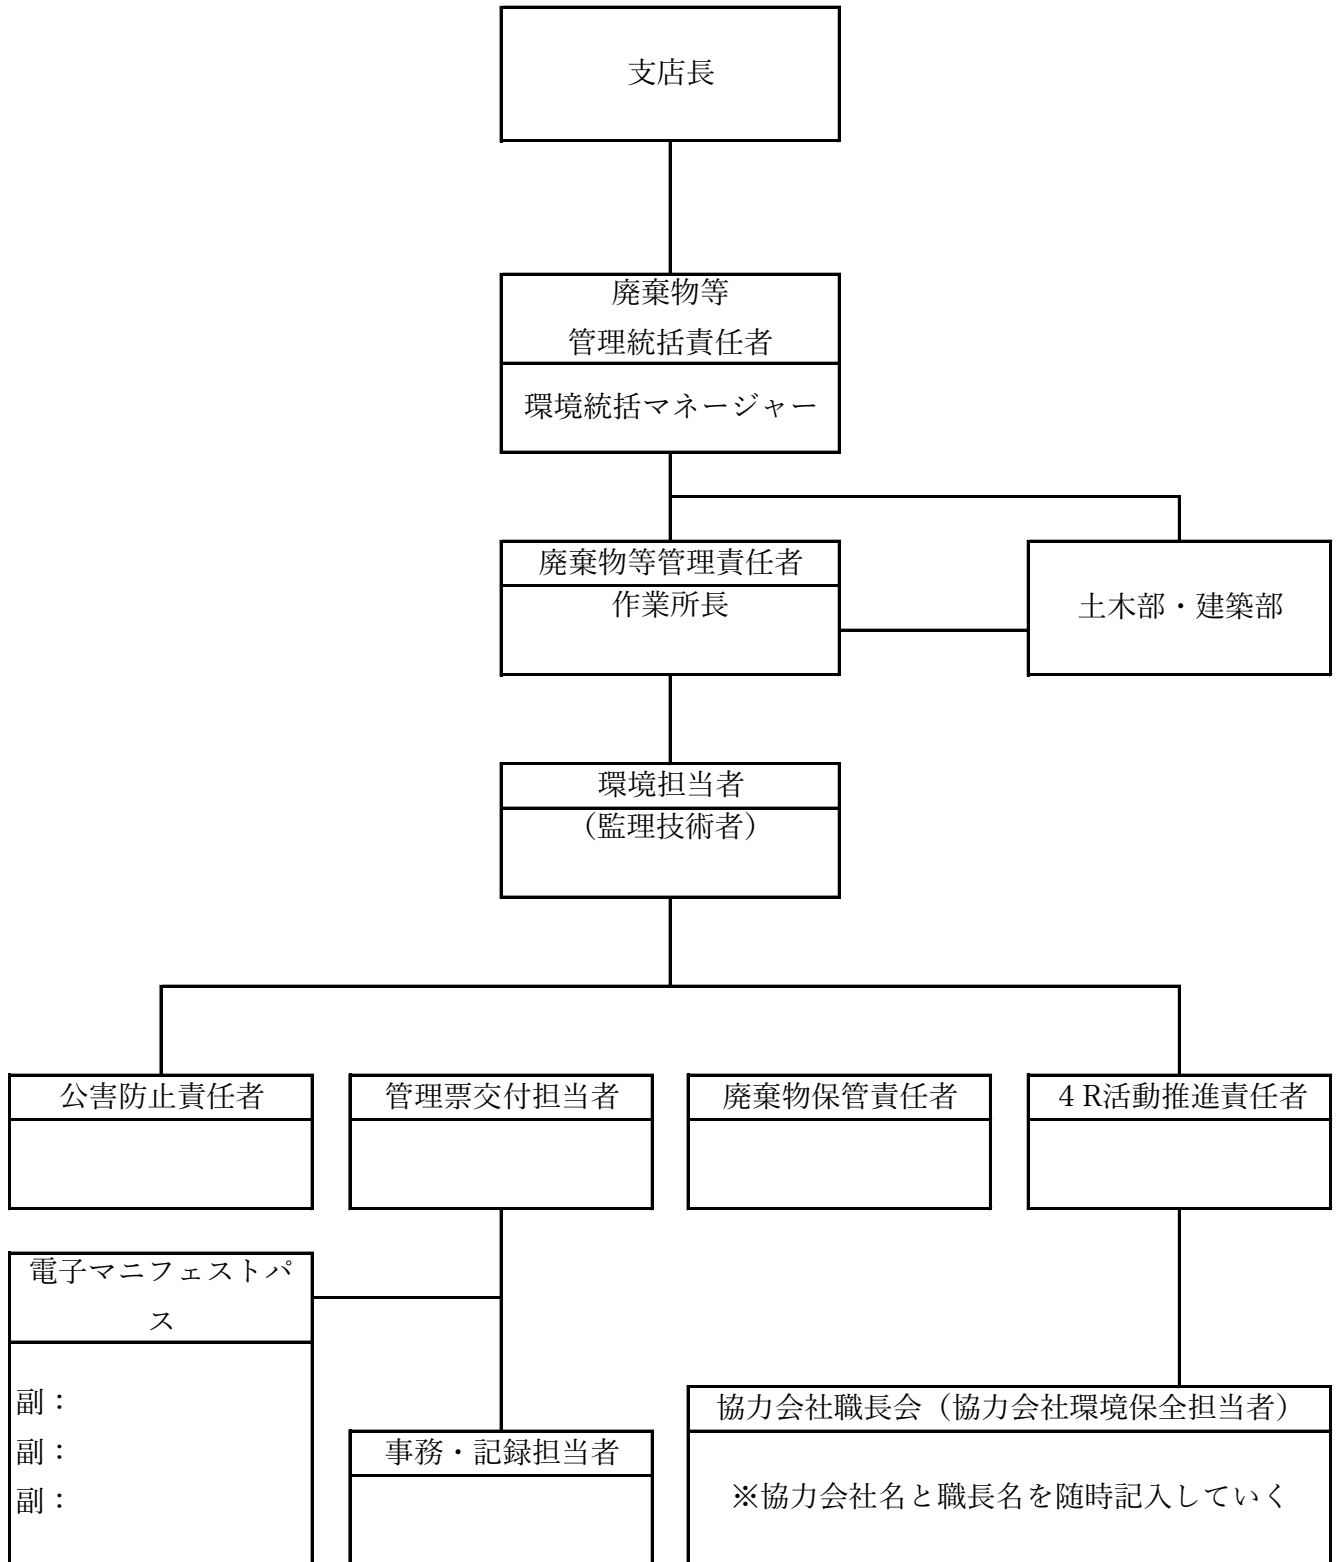 支店長
廃棄物等
管理統括責任者
環境統括マネージャー
廃棄物等管理責任者
作業所長
土木部・建築部
環境担当者
（監理技術者）
公害防止責任者
管理票交付担当者
廃棄物保管責任者
４R活動推進責任者
電子マニフェストパ
ス
副：
副：
副：
事務・記録担当者
協力会社職長会（協力会社環境保全担当者）
※協力会社名と職長名を随時記入していく